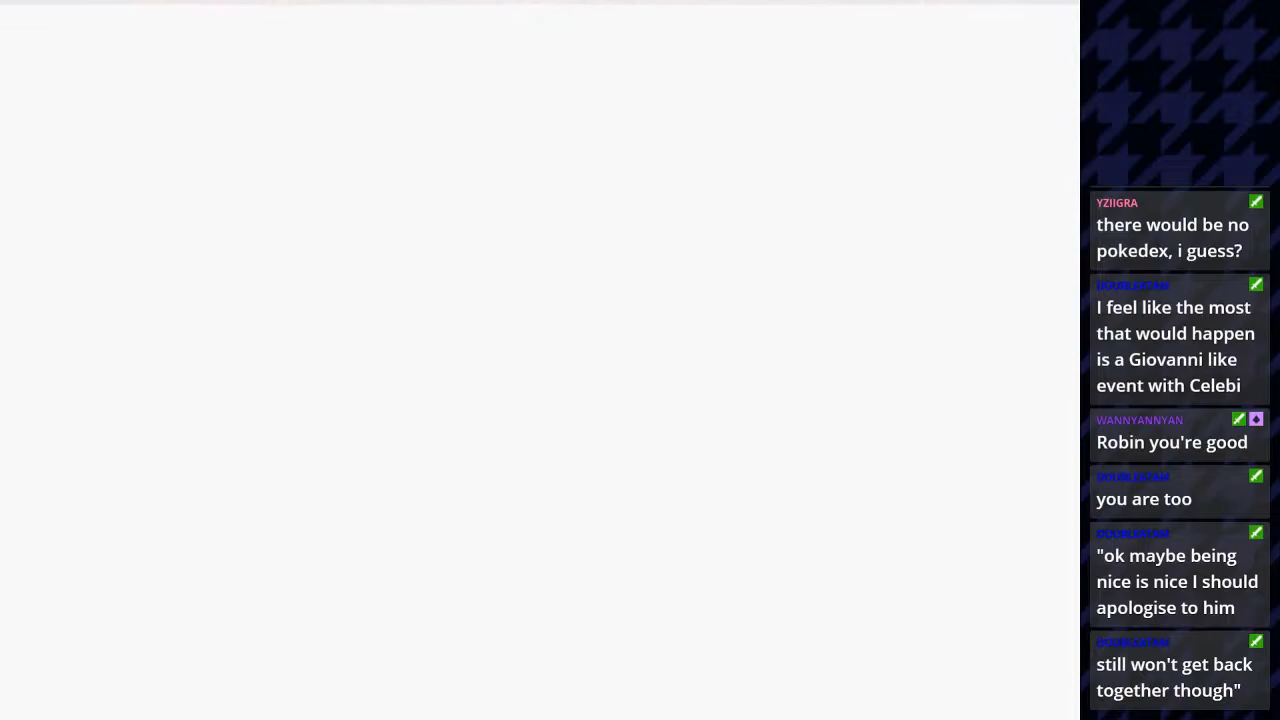 YZIIGRA
there would be no
pokedex, i guess?
I feel like the most
that would happen
is a Giovanni like
event with Celebi
WANNYANNYAN
Robin you're good
you are too
"ok maybe being
nice is nice I should
apologise to him
still won't get back
together though"